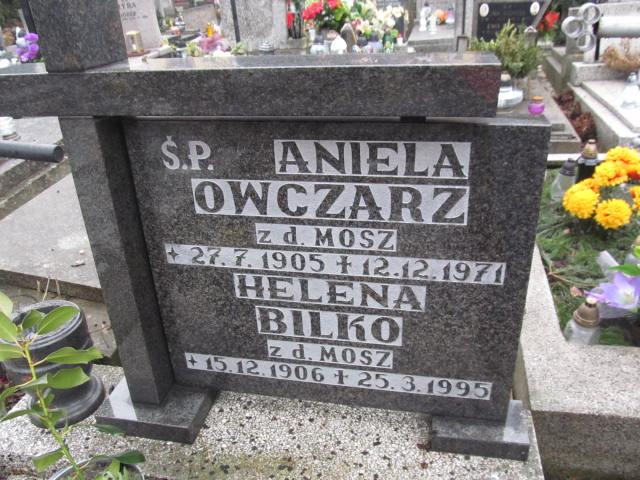 Ś.P. ANIELA
OWCZARZ
z d. MOSZ
+ 27. 7. 1905 + 12.12.1971
HELENA
BILKO
z d. MOSZ
+ 15.12.1906 + 25.3.1995